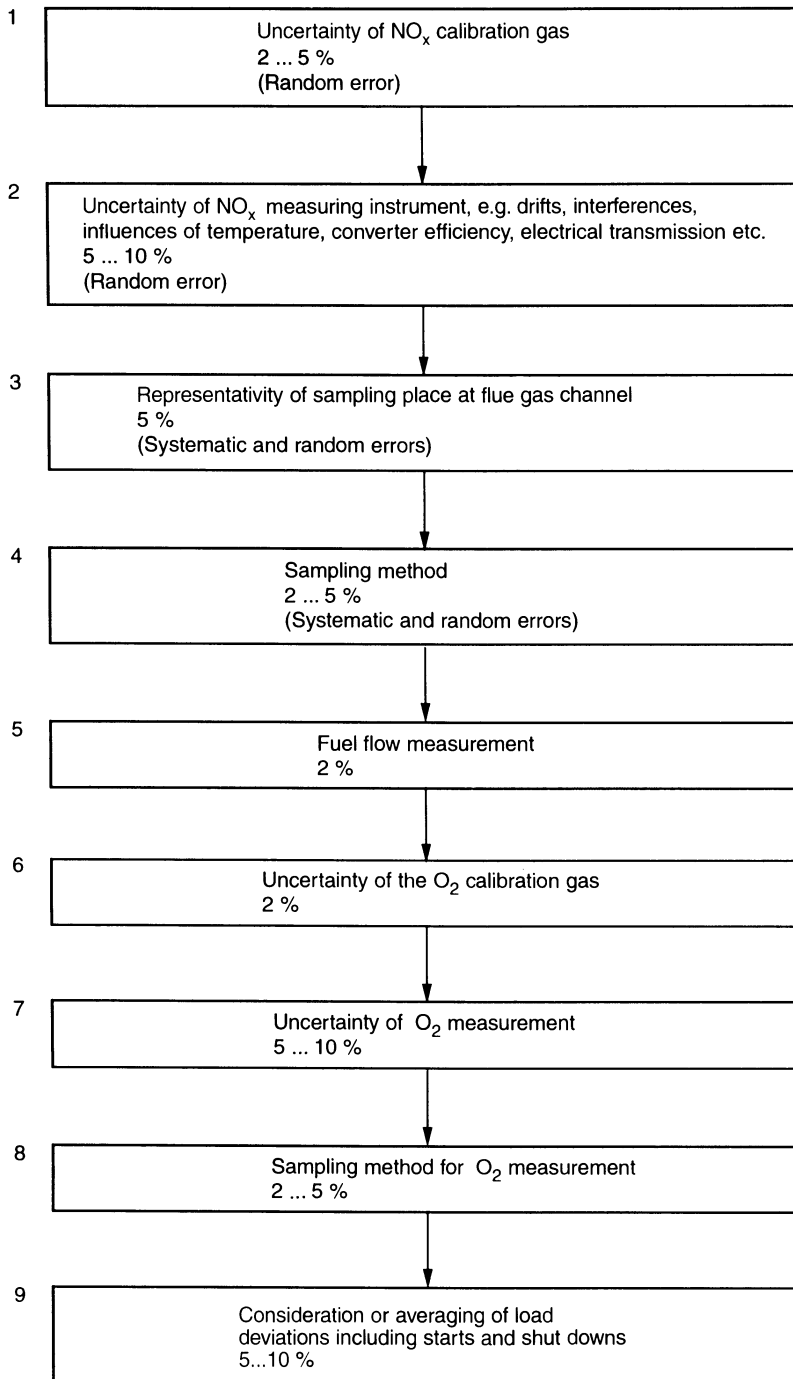 1
Uncertainty of NOx calibration gas
2 ... 5 %
(Random error)
2
Uncertainty of NOx measuring instrument, e.g. drifts, interferences,
influences of temperature, converter efficiency, electrical transmission etc.
5 ... 10 %
(Random error)
3
Representativity of sampling place at flue gas channel
5 %
(Systematic and random errors)
4
Sampling method
2 ... 5 %
(Systematic and random errors)
5
Fuel flow measurement
2 %
6
Uncertainty of the O2 calibration gas
2 %
7
Uncertainty of O2 measurement
5 ... 10 %
8
Sampling method for O2 measurement
2 ... 5 %
9
Consideration or averaging of load
deviations including starts and shut downs
5...10 %